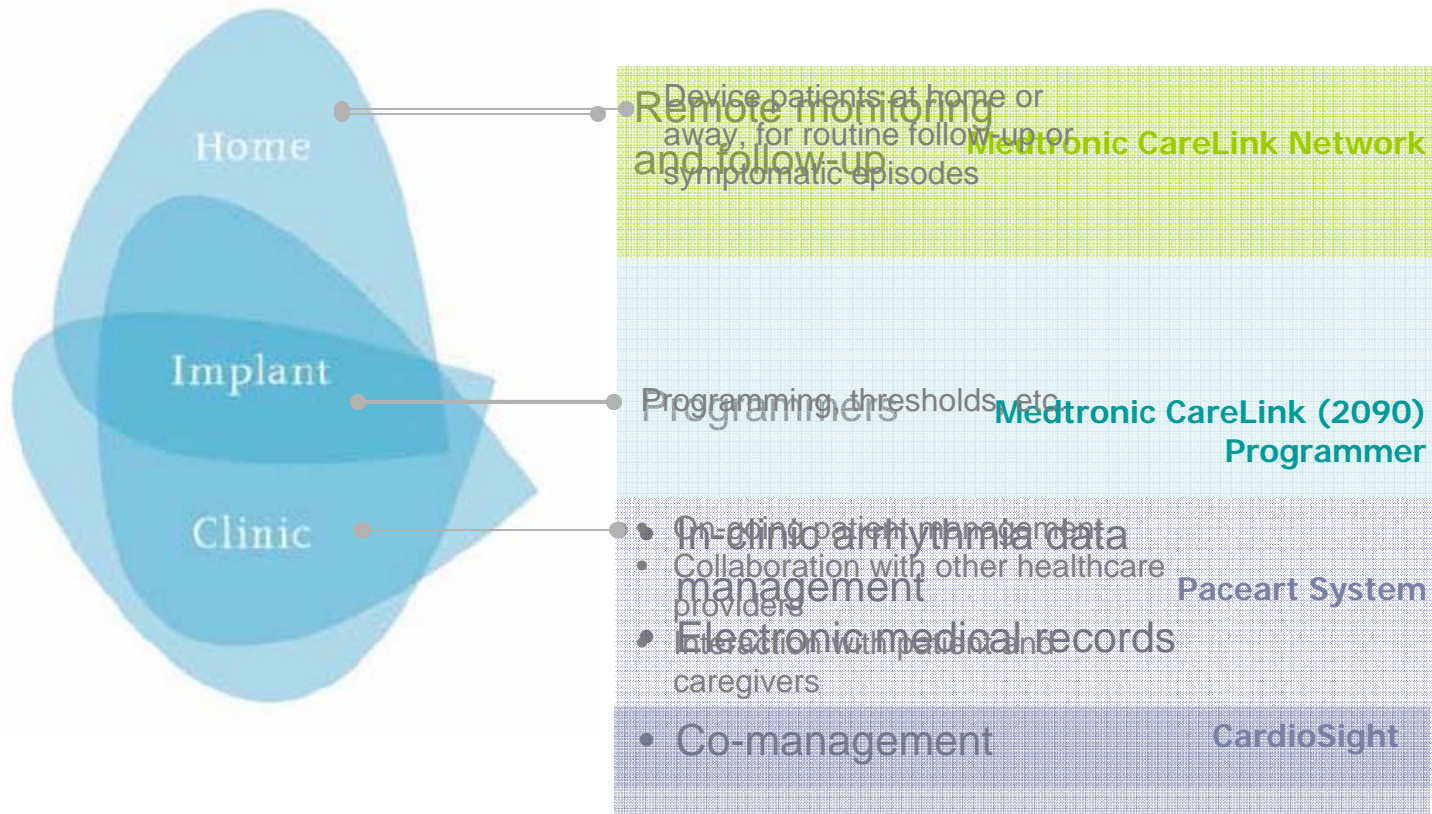 Home
Implant
Clinic
Remote monitoring
and follow-up
Device patients at home or
away, for routine follow-up or
symptomatic episodes
Medtronic CareLink Network
Programmers
Programming, thresholds, etc.
Medtronic CareLink (2090)
Programmer
• In-clinic arrhythmia data
management
• Electronic medical records
• On-going patient management
• Collaboration with other healthcare
providers
• Interaction with patient and
caregivers
Paceart System
• Co-management
CardioSight